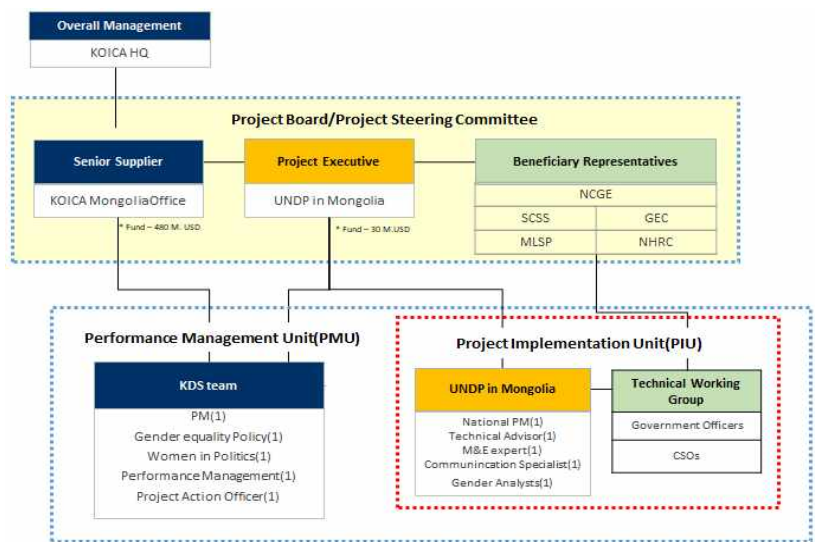 Overall Management
KOICA HQ
Project Board/Project Steering Committee
Senior Supplier
KOICA MongoliaOffice
* Fund – 480 M. USD
Project Executive
UNDP in Mongolia
* Fund – 30 M.USD
Beneficiary Representatives
NCGE
SCSS
GEC
MLSP
NHRC
Performance Management Unit(PMU)
KDS team
PM(1)
Gender equality Policy(1)
Women in Politics(1)
Performance Management(1)
Project Action Officer(1)
Project Implementation Unit(PIU)
UNDP in Mongolia
National PM(1)
Technical Advisor(1)
M&E expert(1)
Communincation Specialist(1)
Gender Analysts(1)
Technical Working
Group
Government Officers
CSOs